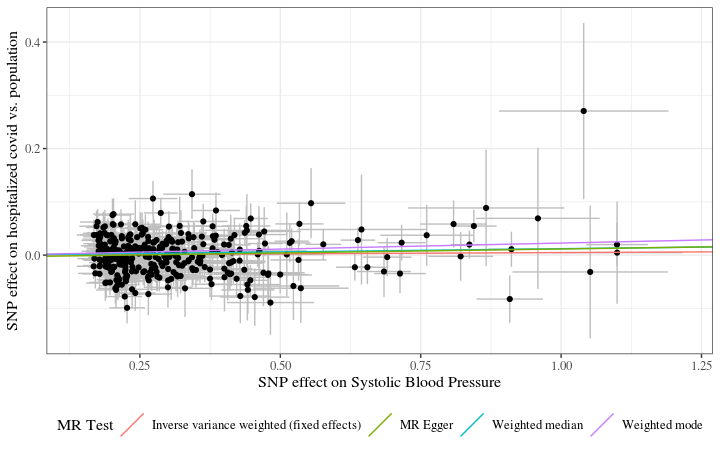 SNP effect on hospitalized covid vs. population
0.4
0.2
0.0
0.25
0.50
0.75
1.00
1.25
SNP effect on Systolic Blood Pressure
MR Test
Inverse variance weighted (fixed effects)
MR Egger
Weighted median
Weighted mode